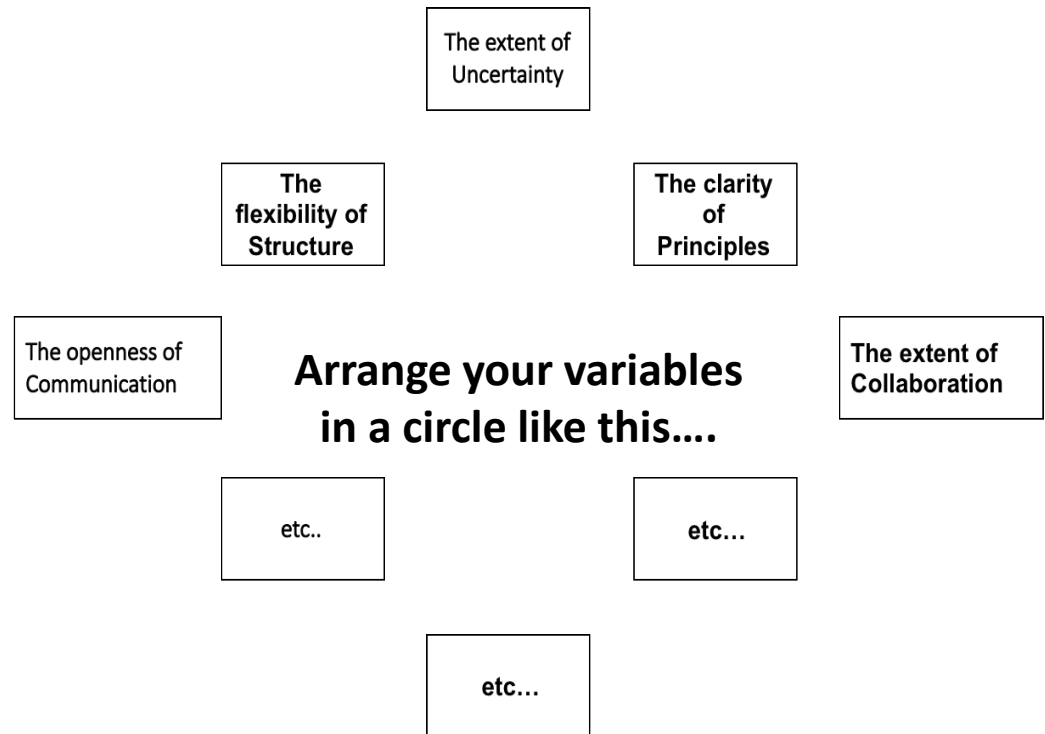 The extent of
Uncertainty
The
flexibility of
Structure
The clarity
of
Principles
The openness of
Communication
Arrange your variables
in a circle like this....
The extent of
Collaboration
etc..
etc...
etc...